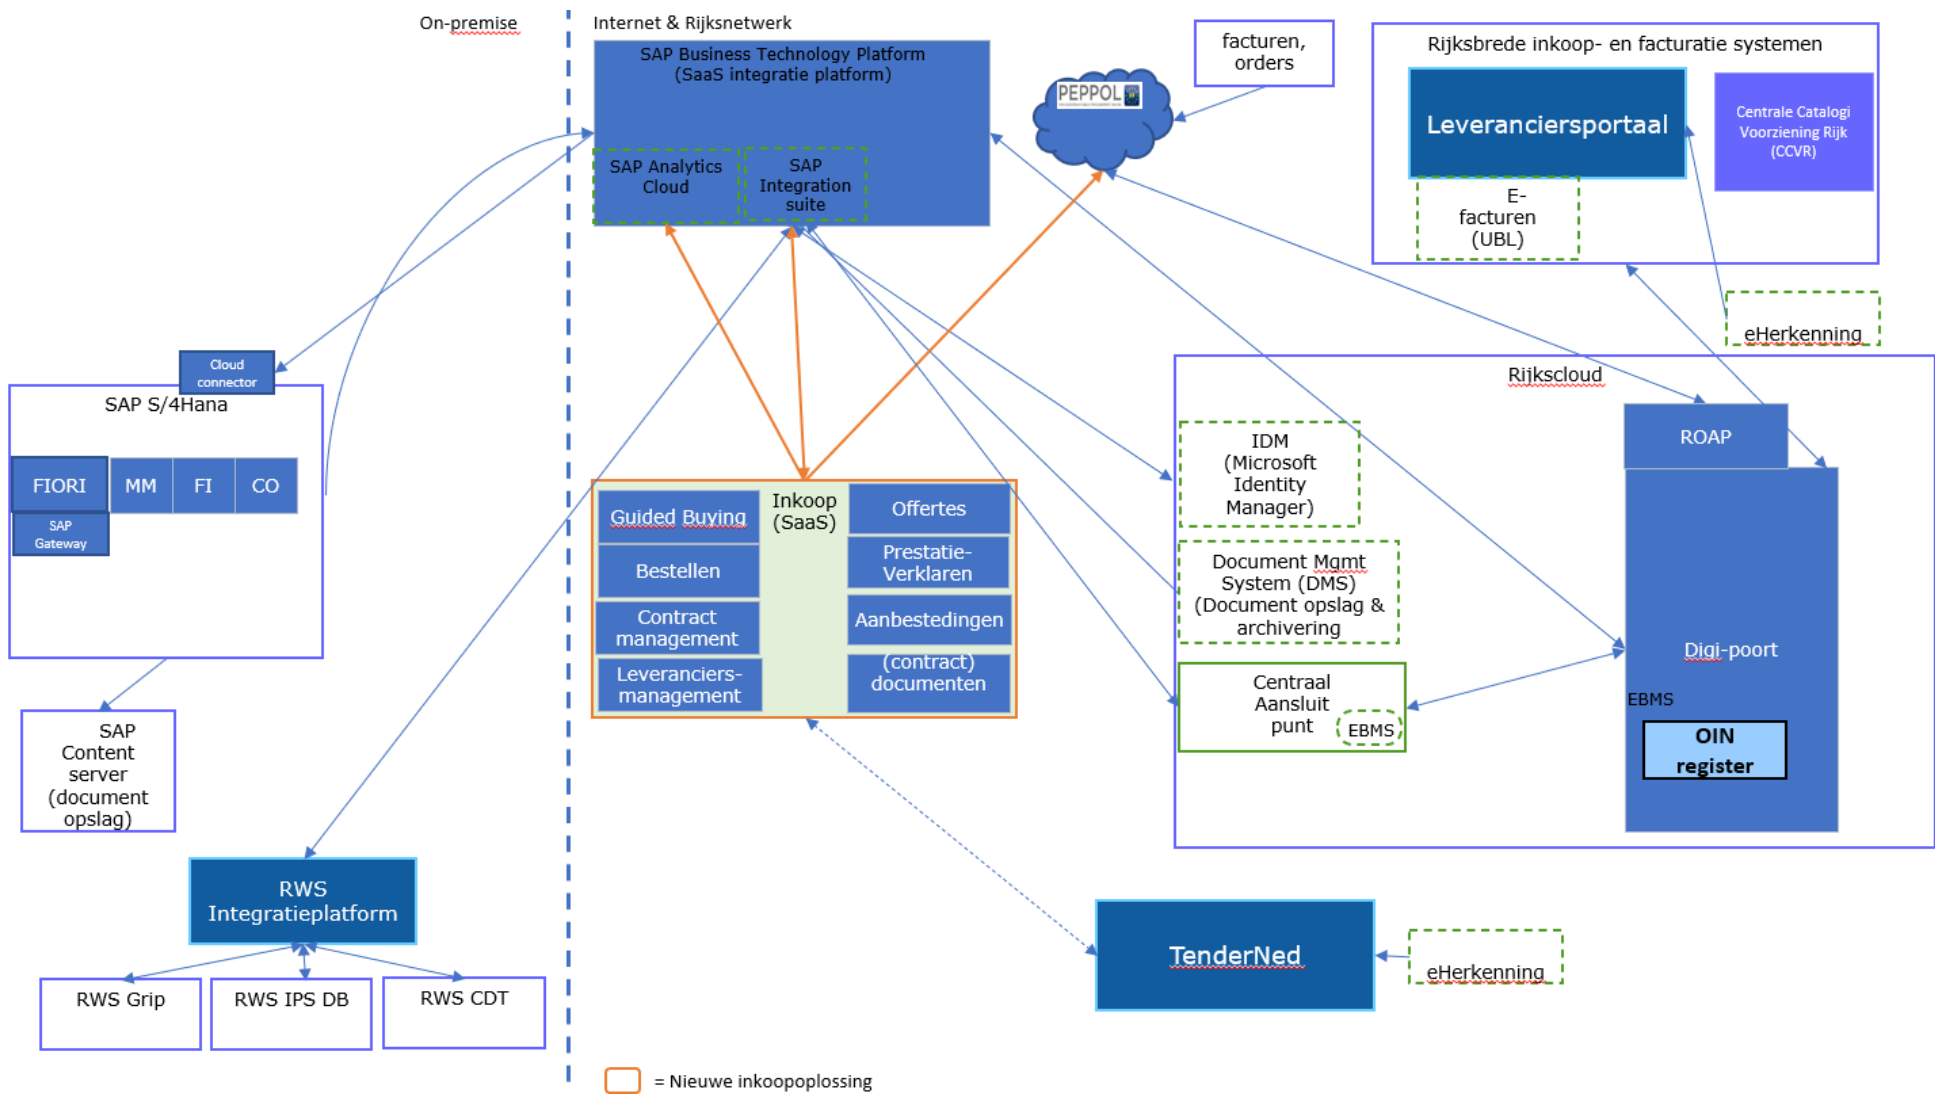 On-premise
Internet & Rijksnetwerk
SAP Business Technology Platform
(SaaS integratie platform)
SAP Analytics
Cloud
SAP
Integration
suite
PEPPOL
facturen,
orders
Rijksbrede inkoop- en facturatie systemen
Leveranciersportaal
Centrale Catalogi
Voorziening Rijk
(CCVR)
E-
facturen
(UBL)
eHerkenning
Cloud
connector
SAP S/4Hana
FIORI
MM
FI
CO
SAP
Gateway
SAP
Content
server
(document
opslag)
RWS
Integratieplatform
RWS Grip
RWS IPS DB
RWS CDT
Inkoop
(SaaS)
Guided Buying
Bestellen
Contract
management
Leveranciers-
management
Offertes
Prestatie-
Verklaren
Aanbestedingen
(contract)
documenten
Rijkscloud
IDM
(Microsoft
Identity
Manager)
Document Mgmt
System (DMS)
(Document opslag &
archivering
Centraal
Aansluit
punt
EBMS
ROAP
Digi-poort
EBMS
OIN
register
TenderNed
eHerkenning
= Nieuwe inkoopoplossing